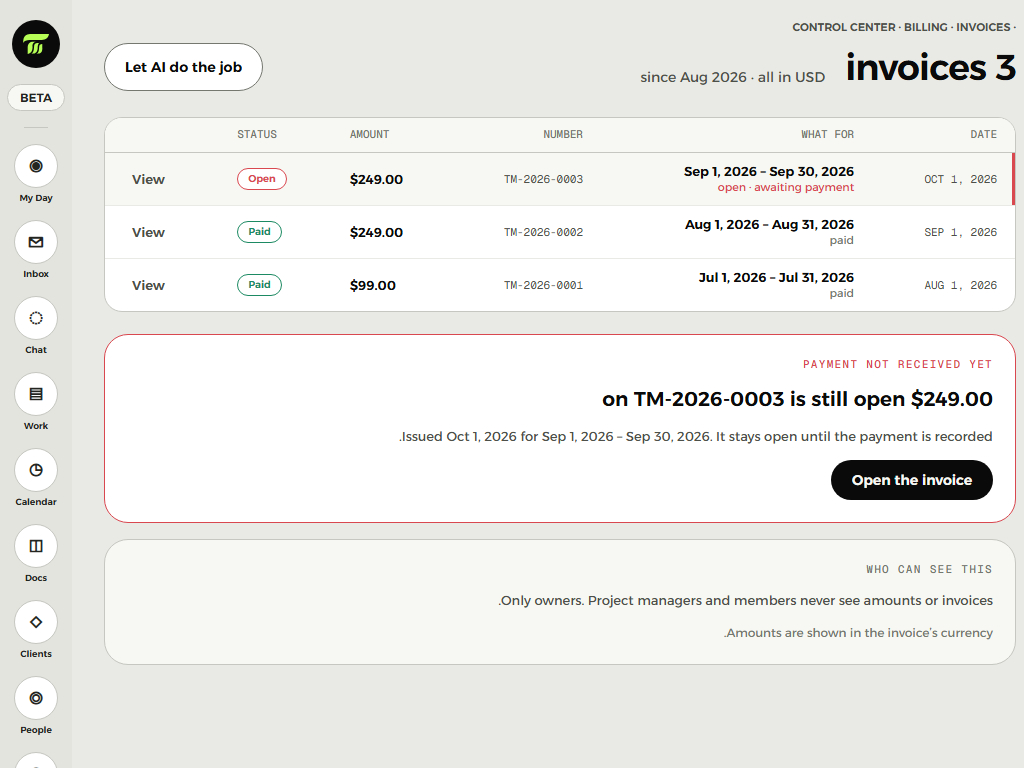 BETA
My Day
Inbox
Chat
Work
Calendar
Docs
Clients
People
CONTROL CENTER · BILLING · INVOICES ·
invoices 3
since Aug 2026 · all in USD
Let AI do the job
STATUS AMOUNT NUMBER WHAT FOR DATE
View Open $249.00 TM-2026-0003 Sep 1, 2026 – Sep 30, 2026 OCT 1, 2026
open · awaiting payment
View Paid $249.00 TM-2026-0002 Aug 1, 2026 – Aug 31, 2026 SEP 1, 2026
paid
View Paid $99.00 TM-2026-0001 Jul 1, 2026 – Jul 31, 2026 AUG 1, 2026
paid
PAYMENT NOT RECEIVED YET
on TM-2026-0003 is still open $249.00
.Issued Oct 1, 2026 for Sep 1, 2026 – Sep 30, 2026. It stays open until the payment is recorded
Open the invoice
WHO CAN SEE THIS
.Only owners. Project managers and members never see amounts or invoices
.Amounts are shown in the invoice's currency